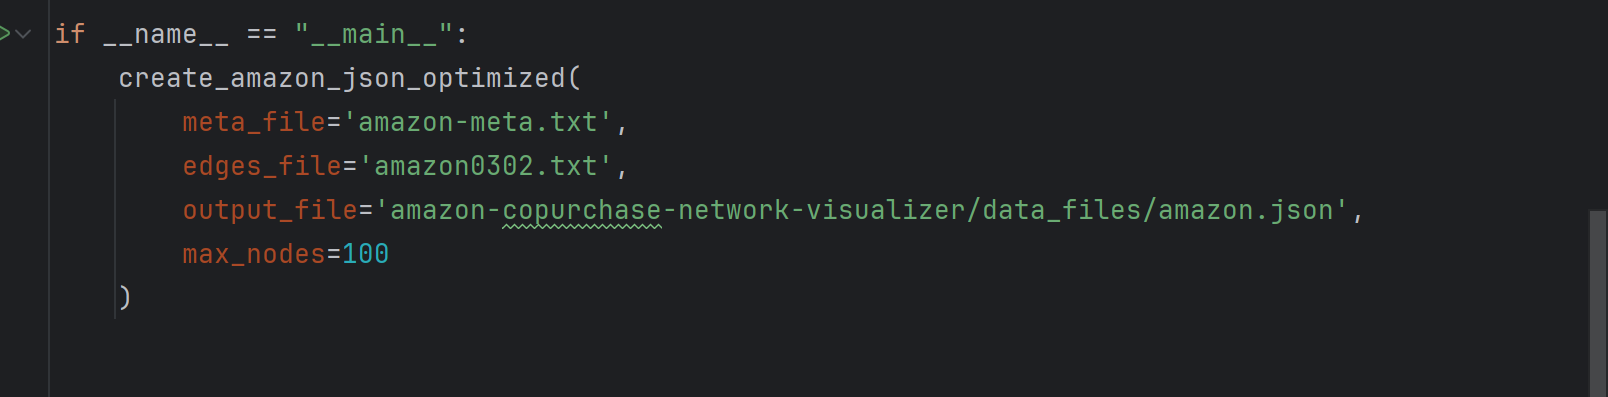 if __name__ == "__main__":
    create_amazon_json_optimized(
        meta_file='amazon-meta.txt',
        edges_file='amazon0302.txt',
        output_file='amazon-copurchase-network-visualizer/data_files/amazon.json',
        max_nodes=100
    )